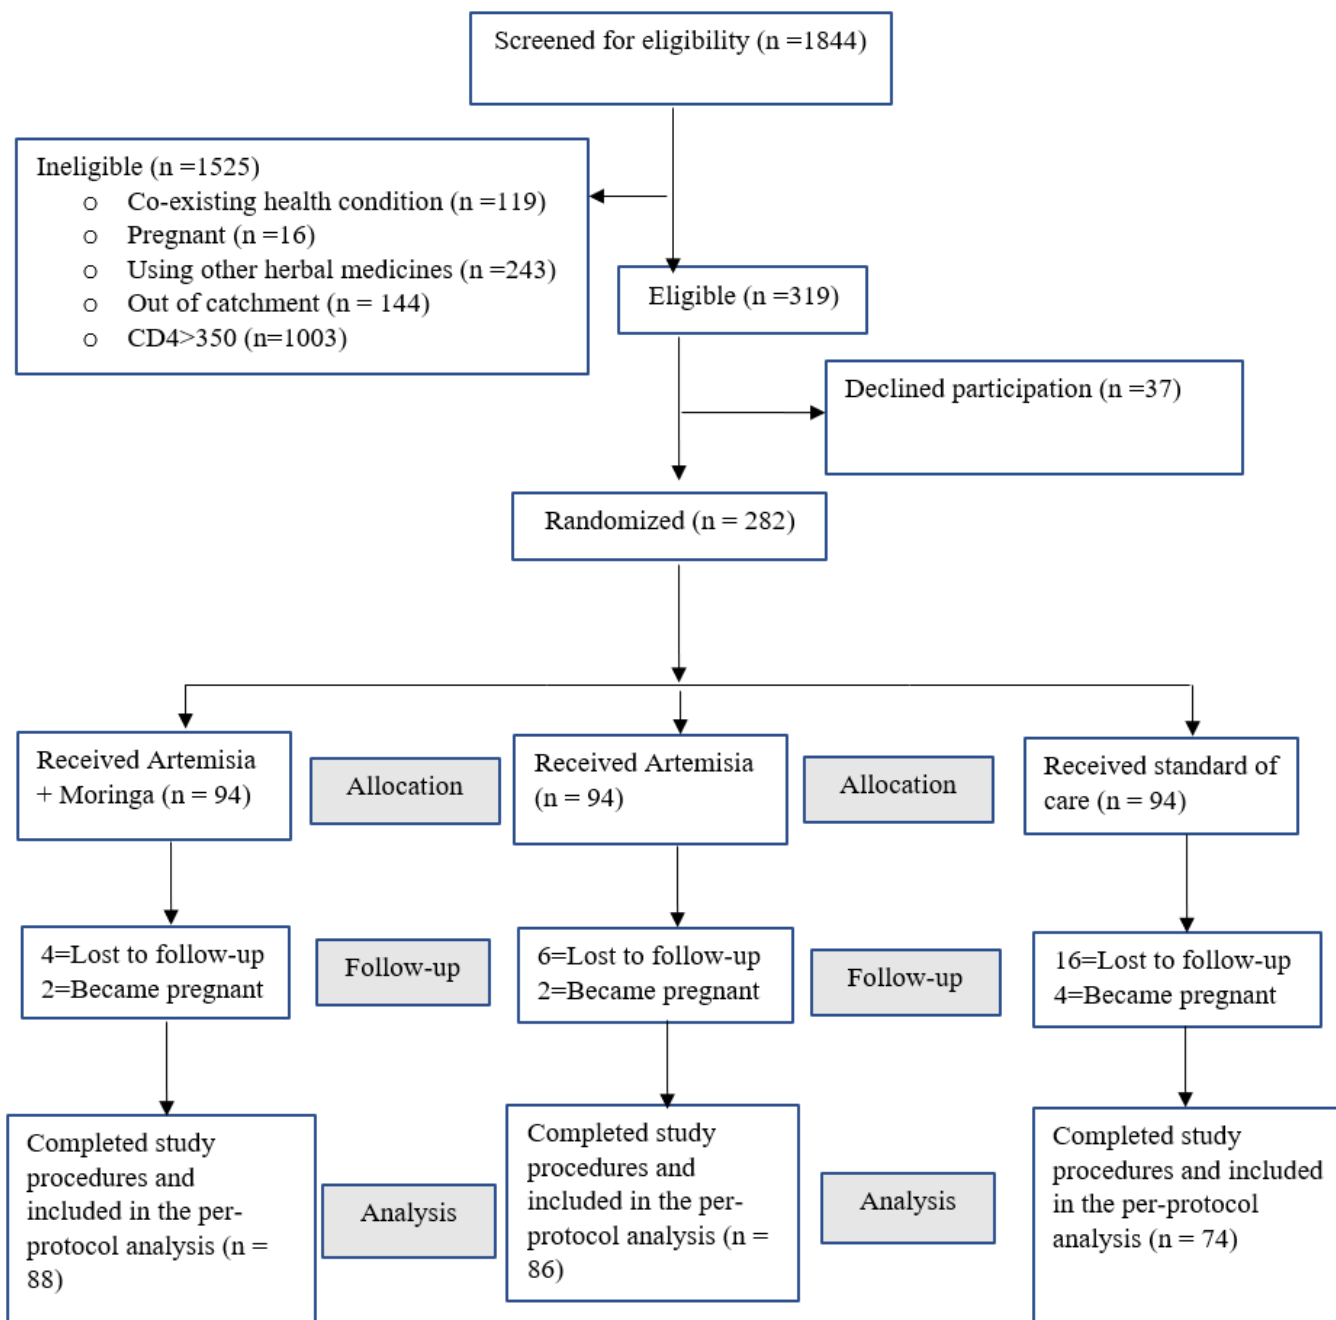 Screened for eligibility (n =1844)
Ineligible (n =1525)
o Co-existing health condition (n =119)
o Pregnant (n =16)
o Using other herbal medicines (n =243)
o Out of catchment (n = 144)
o CD4>350 (n=1003)
Eligible (n =319)
Declined participation (n =37)
Randomized (n = 282)
Received Artemisia
+ Moringa (n = 94)
Allocation
Received Artemisia
(n = 94)
Allocation
Received standard of
care (n = 94)
4=Lost to follow-up
2=Became pregnant
Follow-up
6=Lost to follow-up
2=Became pregnant
Follow-up
16=Lost to follow-up
4=Became pregnant
Completed study
procedures and
included in the per-
protocol analysis (n =
88)
Analysis
Completed study
procedures and
included in the per-
protocol analysis (n =
86)
Analysis
Completed study
procedures and included
in the per-protocol
analysis (n = 74)